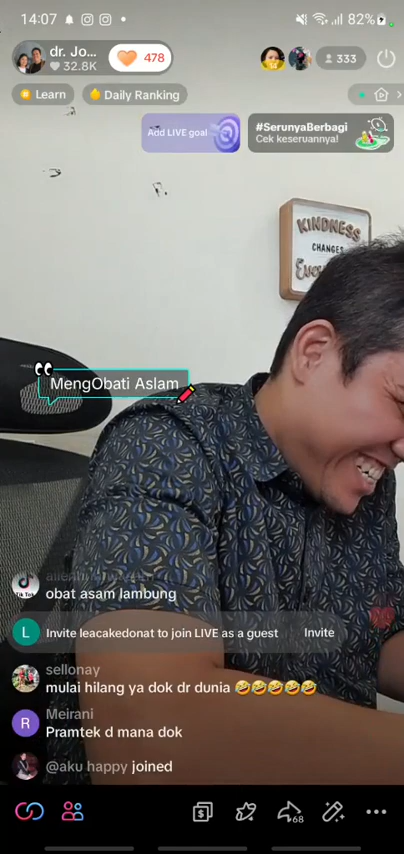 14:07
82%
dr. Jo...
32.8K
478
333
Learn
Daily Ranking
Add LIVE goal
#SerunyaBerbagi
Cek keseruannya!
KINDNESS
CHANGES
MengObati Aslam
obat asam lambung
L
Invite leacakedonat to join LIVE as a guest
Invite
sellonay
mulai hilang ya dok dr dunia 🤣🤣🤣🤣🤣
R
Meirani
Pramtek d mana dok
@aku happy joined
68